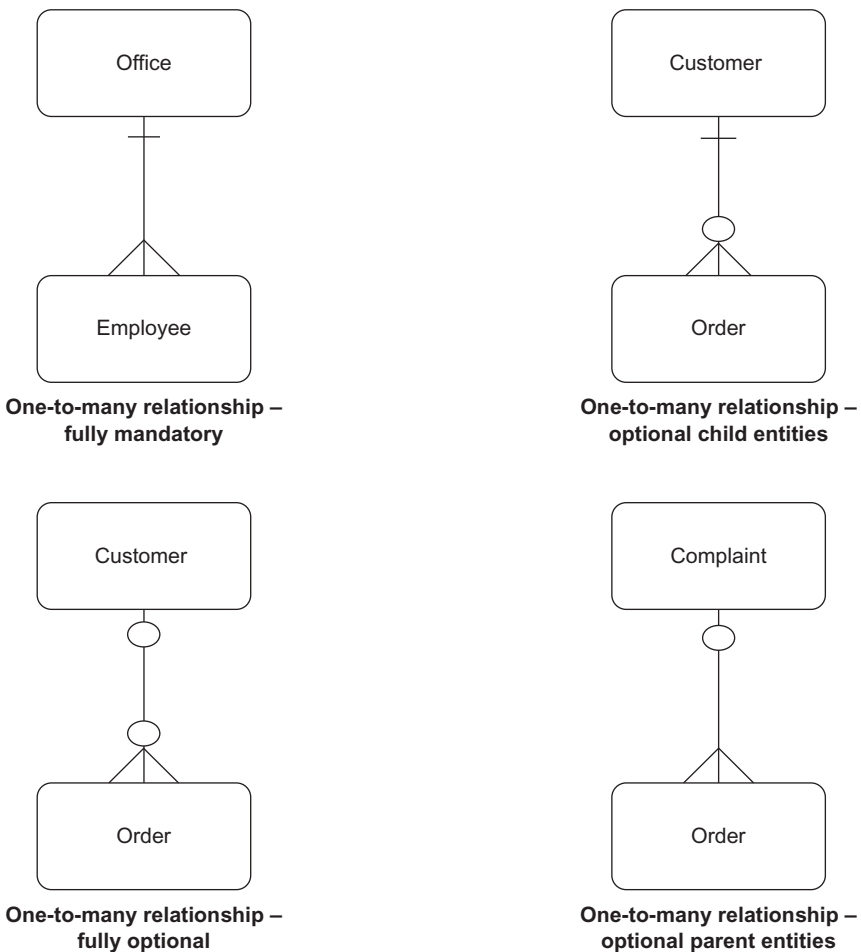 Office
Customer
Employee
Order
One-to-many relationship –
fully mandatory
One-to-many relationship –
optional child entities
Customer
Complaint
Order
Order
One-to-many relationship –
fully optional
One-to-many relationship –
optional parent entities